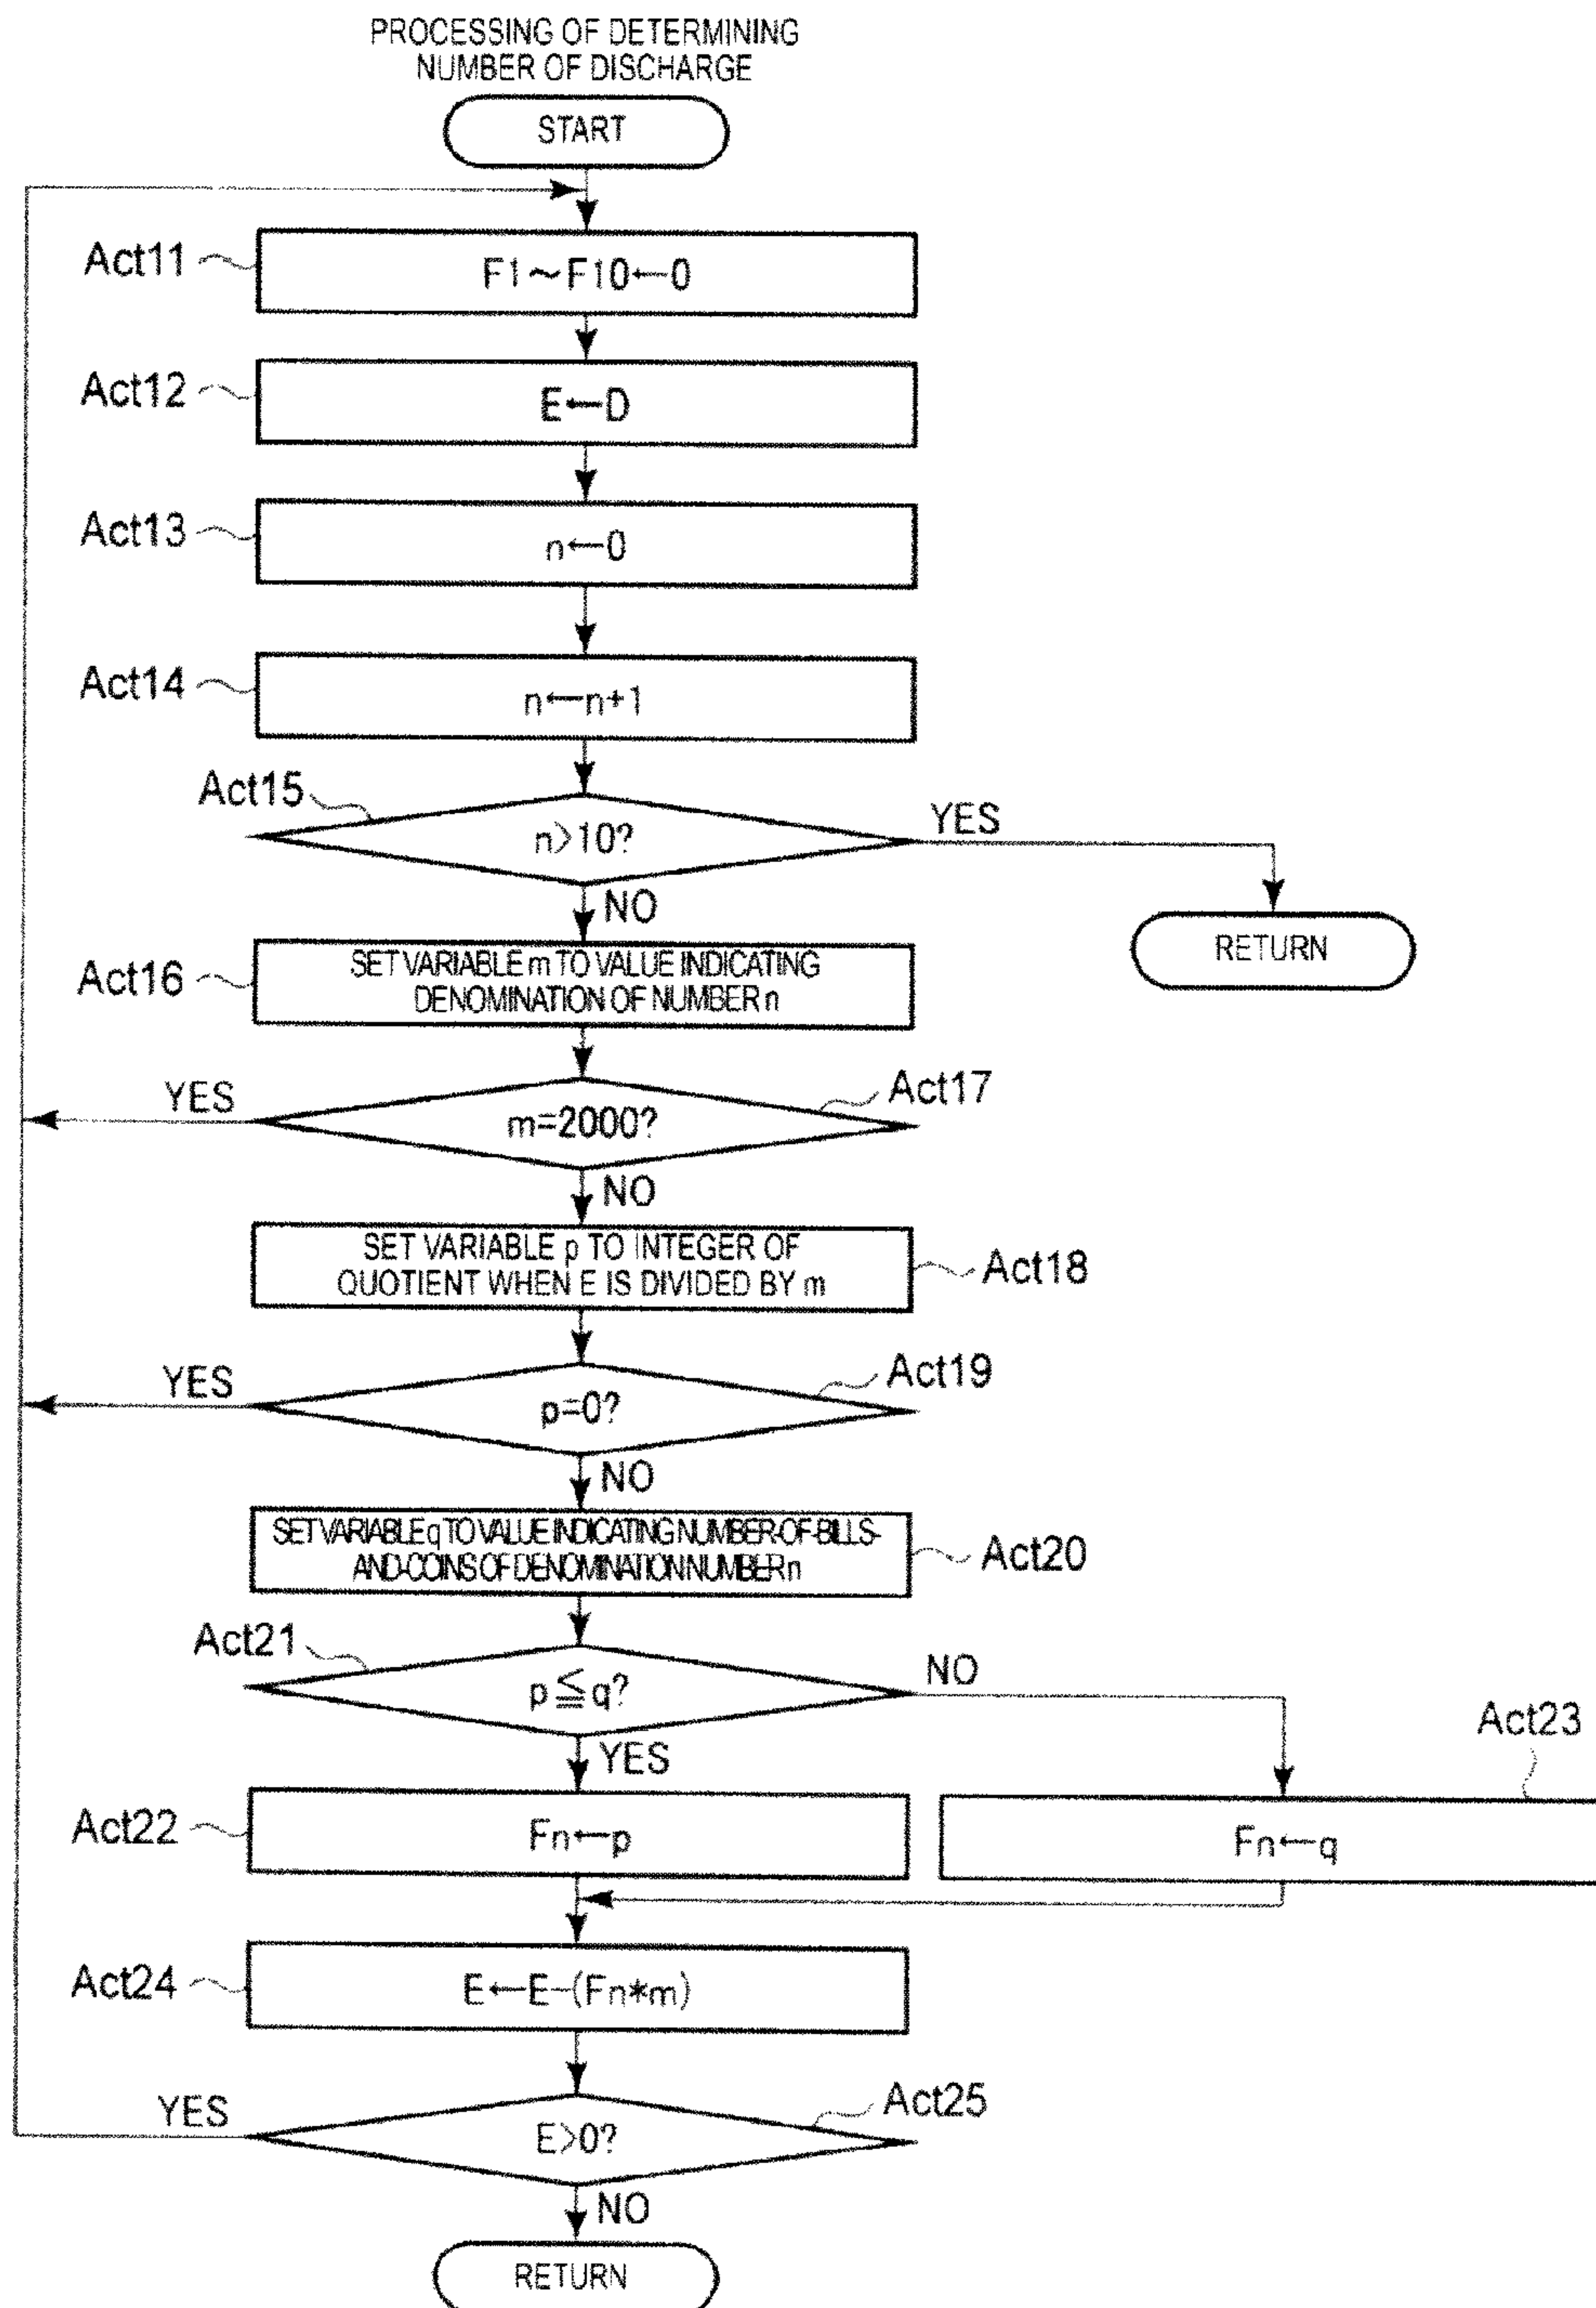 PROCESSING OF DETERMINING
NUMBER OF DISCHARGE
START
Act11
F1～F10←0
Act12
E←D
Act13
n←0
Act14
n←n+1
Act15
n>10?
YES
NO
RETURN
Act16
SET VARIABLE m TO VALUE INDICATING
DENOMINATION OF NUMBER n
Act17
YES
m=2000?
NO
SET VARIABLE p TO INTEGER OF
QUOTIENT WHEN E IS DIVIDED BY m
Act18
Act19
YES
p=0?
NO
SET VARIABLE q TO VALUE INDICATING NUMBER-OF-BILLS-
AND-COINS OF DENOMINATION NUMBER n
Act20
Act21
p≦q?
NO
YES
Act23
Act22
Fn←p
Fn←q
Act24
E←E-(Fn*m)
Act25
YES
E>0?
NO
RETURN